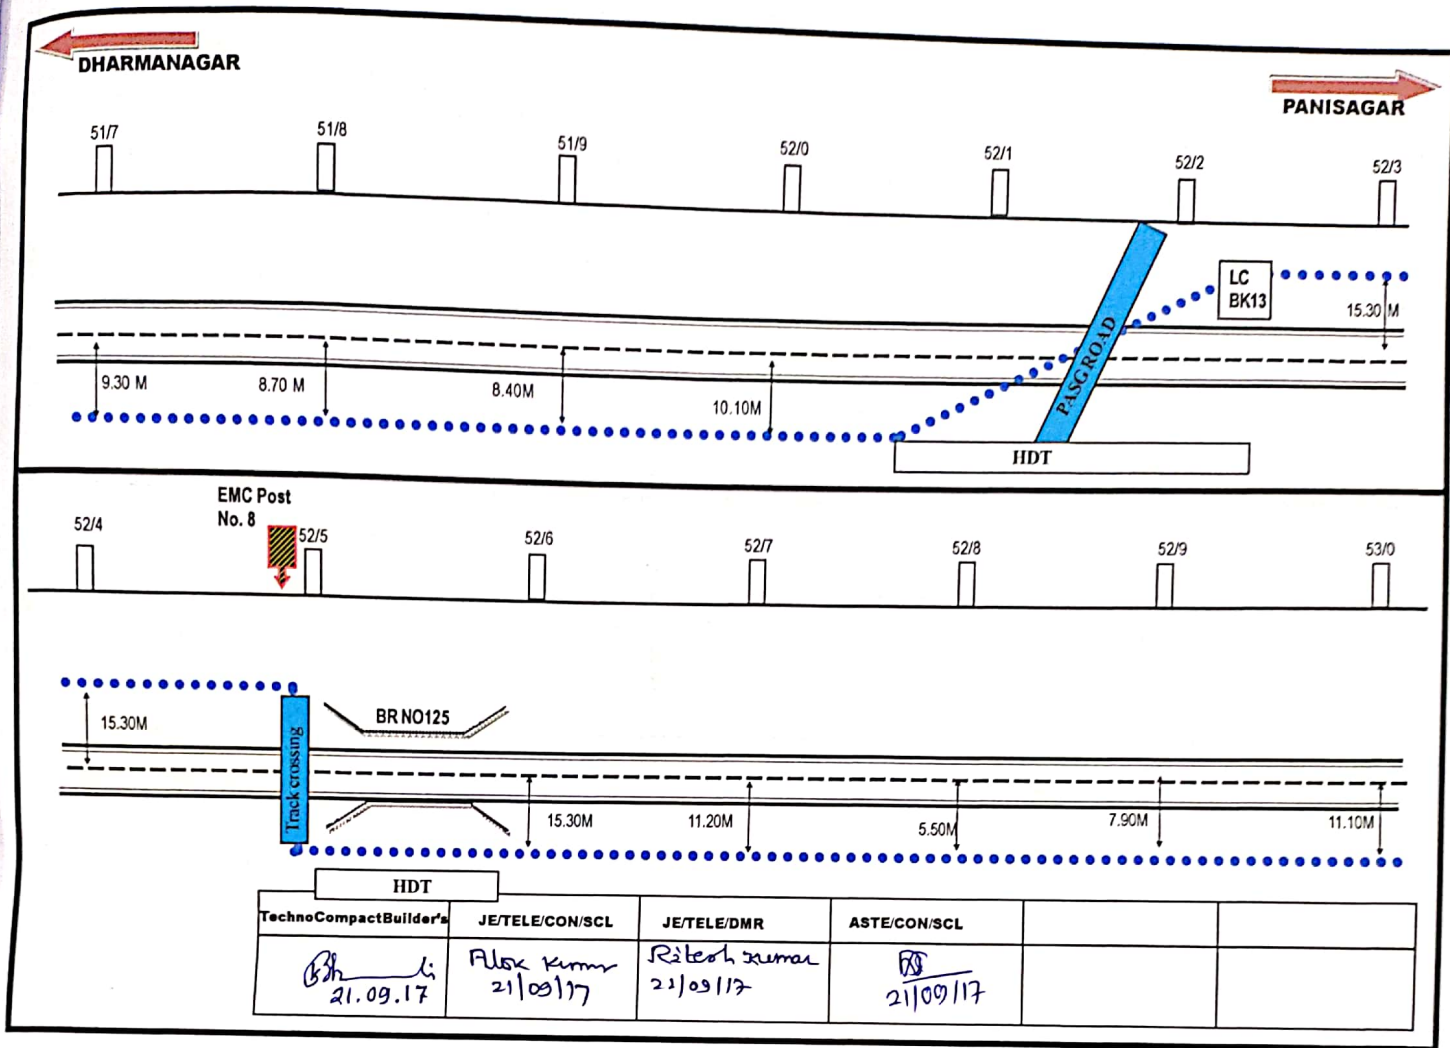 DHARMANAGAR
PANISAGAR
51/7
51/8
51/9
52/0
52/1
52/2
52/3
LC
BK13
15.30 M
PASG ROAD
9.30 M
8.70 M
8.40M
10.10M
HDT
EMC Post
No. 8
52/4
52/5
52/6
52/7
52/8
52/9
53/0
15.30M
Track crossing
BR NO125
15.30M
11.20M
5.50M
7.90M
11.10M
HDT
TechnoCompactBuilder's
JE/TELE/CON/SCL
JE/TELE/DMR
ASTE/CON/SCL
21.09.17
Alok Kumar
21/09/17
Ritesh Kumar
21/09/17
21/09/17